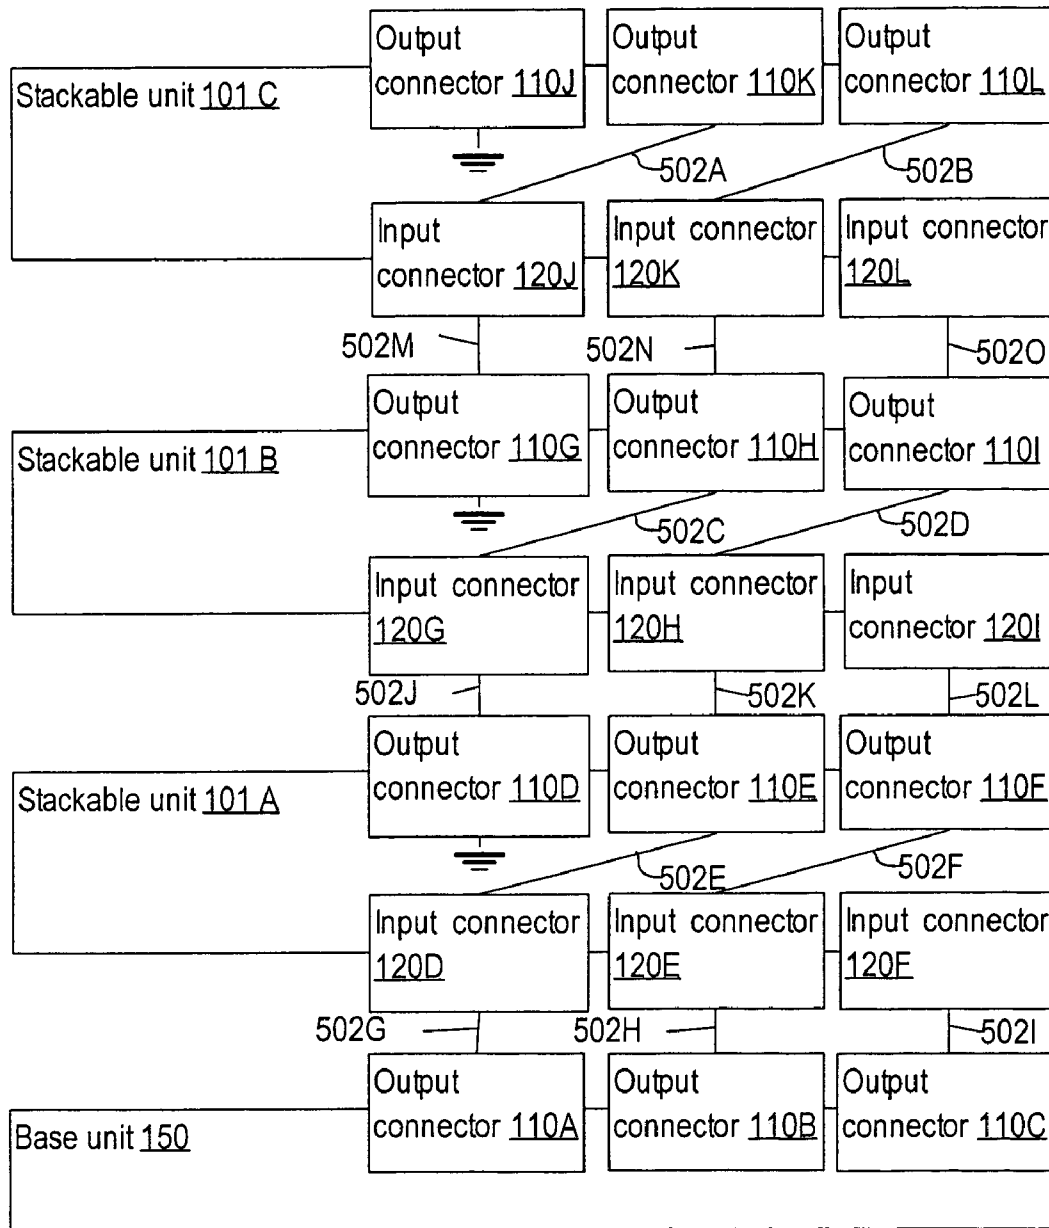 Output
connector 110J
Output
connector 110K
Output
connector 110L
Stackable unit 101 C
502A
502B
Input
connector 120J
Input connector
120K
Input connector
120L
502M
502N
502O
Output
connector 110G
Output
connector 110H
Output
connector 110I
Stackable unit 101 B
502C
502D
Input connector
120G
Input connector
120H
Input
connector 120I
502J
502K
502L
Output
connector 110D
Output
connector 110E
Output
connector 110F
Stackable unit 101 A
502E
502F
Input connector
120D
Input connector
120E
Input connector
120F
502G
502H
502I
Output
connector 110A
Output
connector 110B
Output
connector 110C
Base unit 150